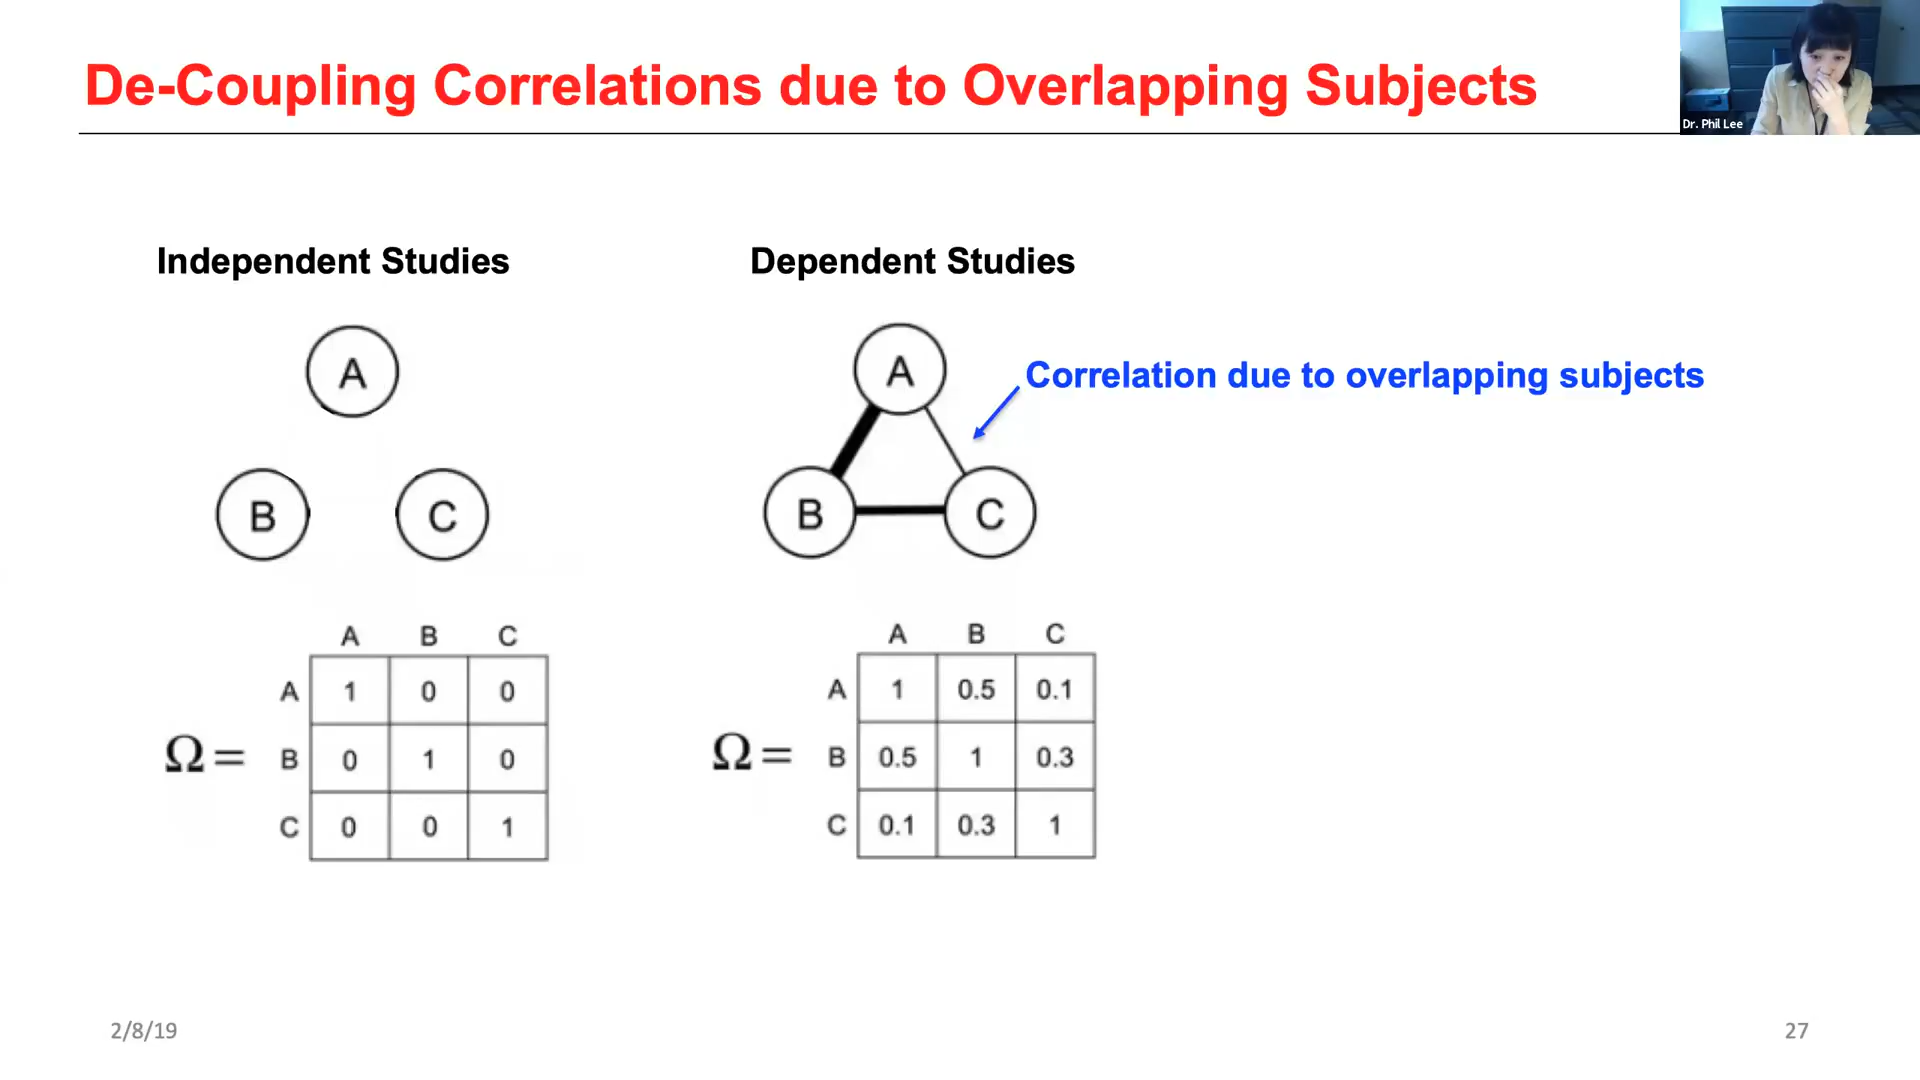 De-Coupling Correlations due to Overlapping Subjects
Dr. Phil Lee
Independent Studies
A
B C
A B C
A 1 0 0
Ω = B 0 1 0
C 0 0 1
Dependent Studies
A
Correlation due to overlapping subjects
B C
A B C
A 1 0.5 0.1
Ω = B 0.5 1 0.3
C 0.1 0.3 1
2/8/19
27